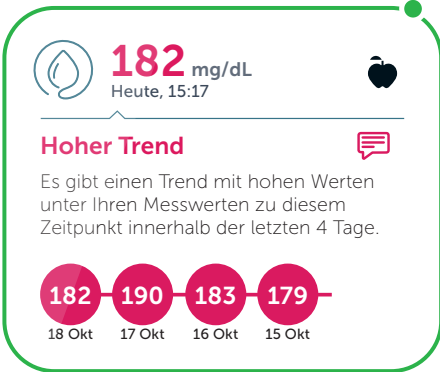 182 mg/dL
Heute, 15:17
Hoher Trend
Es gibt einen Trend mit hohen Werten
unter Ihren Messwerten zu diesem
Zeitpunkt innerhalb der letzten 4 Tage.
182 190 183 179
18 Okt 17 Okt 16 Okt 15 Okt